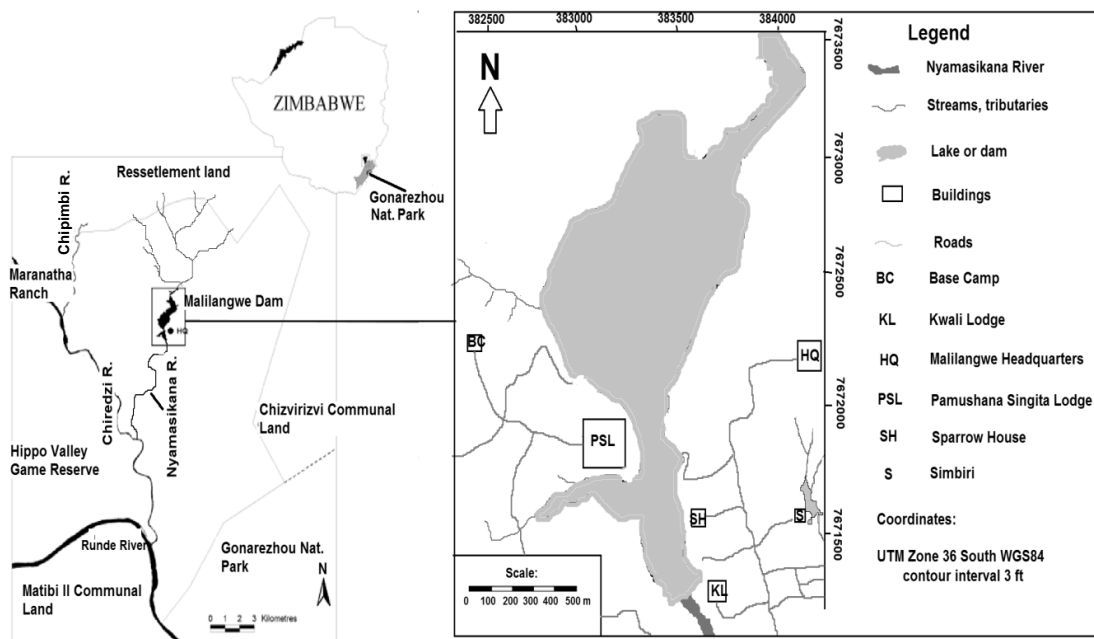 ZIMBABWE
Gonarezhou
Nat. Park
Ressetlement land
Chipimbi R.
Maranatha
Ranch
Malilangwe Dam
HQ
Chiredzi R.
Nyamasikana R.
Chizvirizvi Communal
Land
Hippo Valley
Game Reserve
Runde River
Gonarezhou Nat.
Park
Matibi II Communal
Land
N
0 1 2 3 Kilometres
382500 383000 383500 384000
7673500
7673000
7672500
7672000
7671500
N
BC
HQ
PSL
SH
S
KL
Scale:
0 100 200 300 400 500 m
Legend
Nyamasikana River
Streams, tributaries
Lake or dam
Buildings
Roads
BC Base Camp
KL Kwali Lodge
HQ Malilangwe Headquarters
PSL Pamushana Singita Lodge
SH Sparrow House
S Simbiri
Coordinates:
UTM Zone 36 South WGS84
contour interval 3 ft